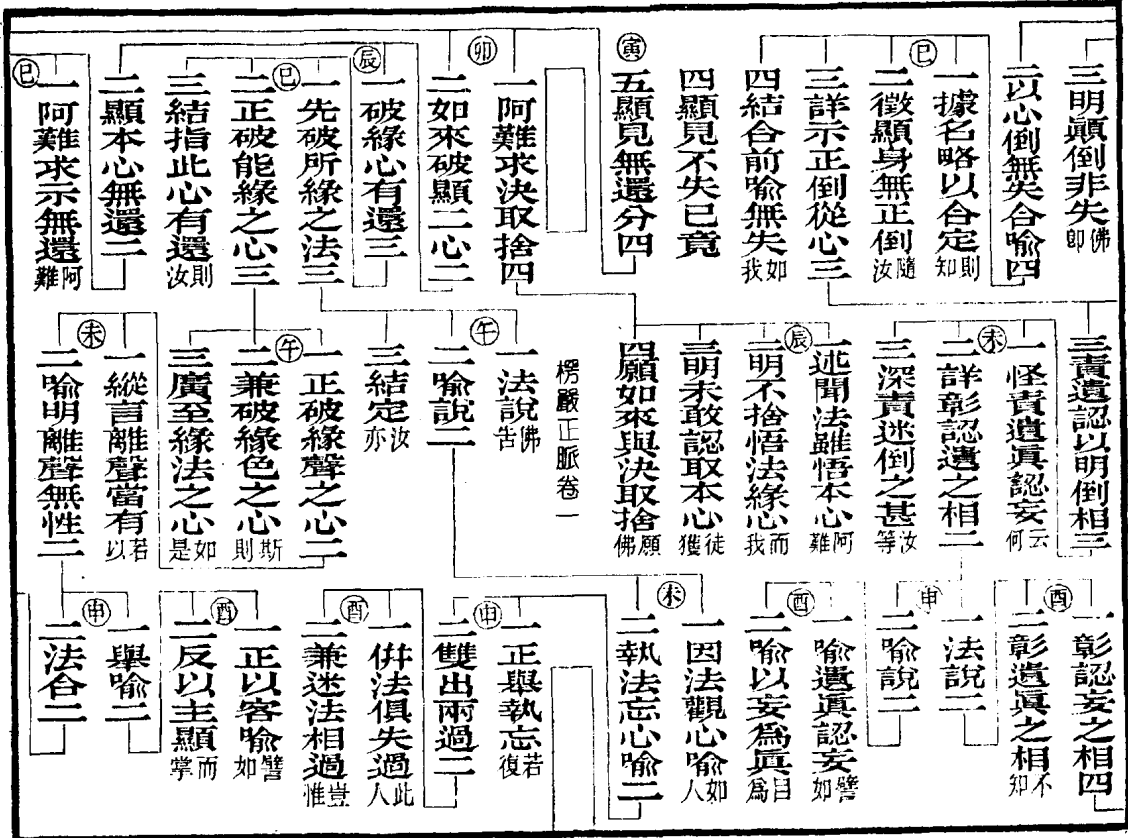 三明顛倒非失佛即
二以心倒無失合喻四
巳
一據名略以合定則知
二徵顯身無正倒隨汝
三詳示正倒從心三
四結合前喻無失如我
四顯見不失已竟
寅
五顯見無還分四
一阿難求決取捨四
卯
二如來破顯二心二
辰
一破緣心有還三
巳
一先破所緣之法三
二正破能緣之心三
三結指此心有還則汝
二顯本心無還二
巳
一阿難求示無還阿難
三責遺認以明倒相三
未
一怪責遺真認妄云何
二詳彰認遺之相二
三深責迷倒之甚汝等
辰
一述聞法雖悟本心阿難
二明不捨悟法緣心而我
三明未敢認取本心徒獲
四願如來與決取捨願佛
楞嚴正脈卷一
午
一法說佛告
二喻說二
三結定汝亦
午
一正破緣聲之心二
二兼破緣色之心斯則
三廣至緣法之心如是
未
一縱言離聲當有若以
二喻明離聲無性二
一彰認妄之相四
酉
二彰遺真之相不知
申
一法說二
二喻說二
酉
一喻遺真認妄譬如
二喻以妄為真目為
未
一因法觀心喻如人
二執法忘心喻二
申
一正舉執忘若復
二雙出兩過二
酉
一併法俱失過此人
二兼迷法相過豈惟
酉
一正以客喻譬如
二反以主顯而掌
申
一舉喻二
二法合二